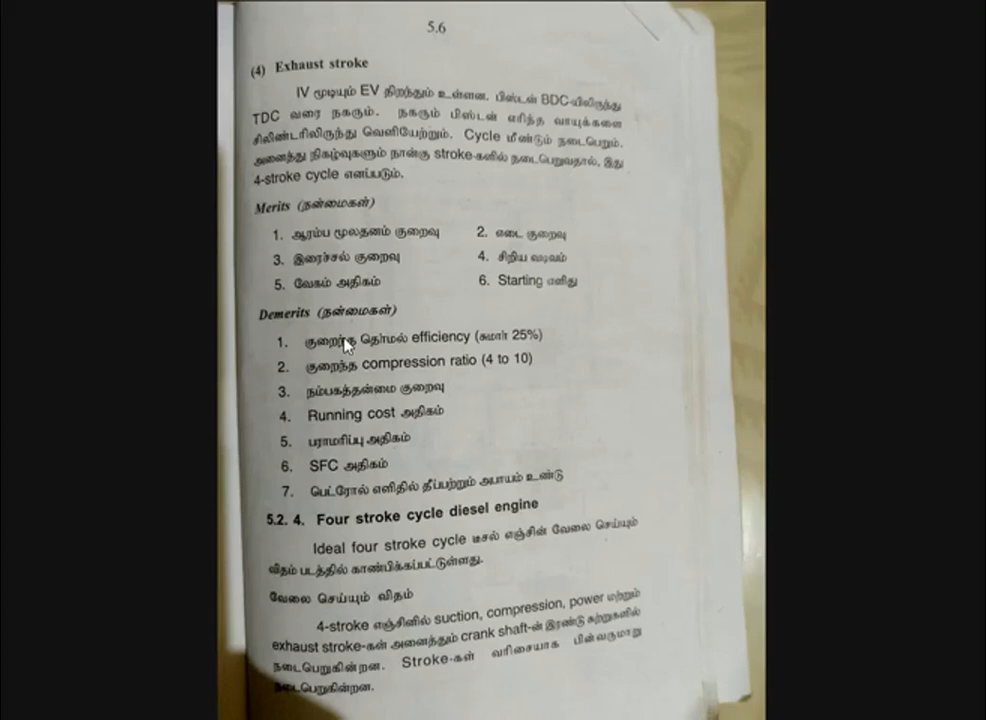 5.6
(4) Exhaust stroke
IV மூடியும் EV திறந்தும் உள்ளன. பிஸ்டன் BDC-யிலிருந்து
TDC வரை நகரும். நகரும் பிஸ்டன் எரித்த வாயுக்களை
சிலிண்டரிலிருந்து வெளியேற்றும். Cycle மீண்டும் நடைபெறும்.
அனைத்து நிகழ்வுகளும் நான்கு stroke-களில் நடைபெறுவதால், இது
4-stroke cycle எனப்படும்.
Merits (நன்மைகள்)
1. ஆரம்ப மூலதனம் குறைவு 2. எடை குறைவு
3. இரைச்சல் குறைவு 4. சிறிய வடிவம்
5. வேகம் அதிகம் 6. Starting எளிது
Demerits (நன்மைகள்)
1. குறைந்த தெர்மல் efficiency (சுமார் 25%)
2. குறைந்த compression ratio (4 to 10)
3. நம்பகத்தன்மை குறைவு
4. Running cost அதிகம்
5. பராமரிப்பு அதிகம்
6. SFC அதிகம்
7. பெட்ரோல் எளிதில் தீப்பற்றும் அபாயம் உண்டு
5.2. 4. Four stroke cycle diesel engine
Ideal four stroke cycle டீசல் எஞ்சின் வேலை செய்யும்
விதம் படத்தில் காண்பிக்கப்பட்டுள்ளது.
வேலை செய்யும் விதம்
4-stroke எஞ்சினில் suction, compression, power மற்றும்
exhaust stroke-கள் அனைத்தும் crank shaft-ன் இரண்டு சுற்றுகளில்
நடைபெறுகின்றன. Stroke-கள் வரிசையாக பின்வருமாறு
நடைபெறுகின்றன.